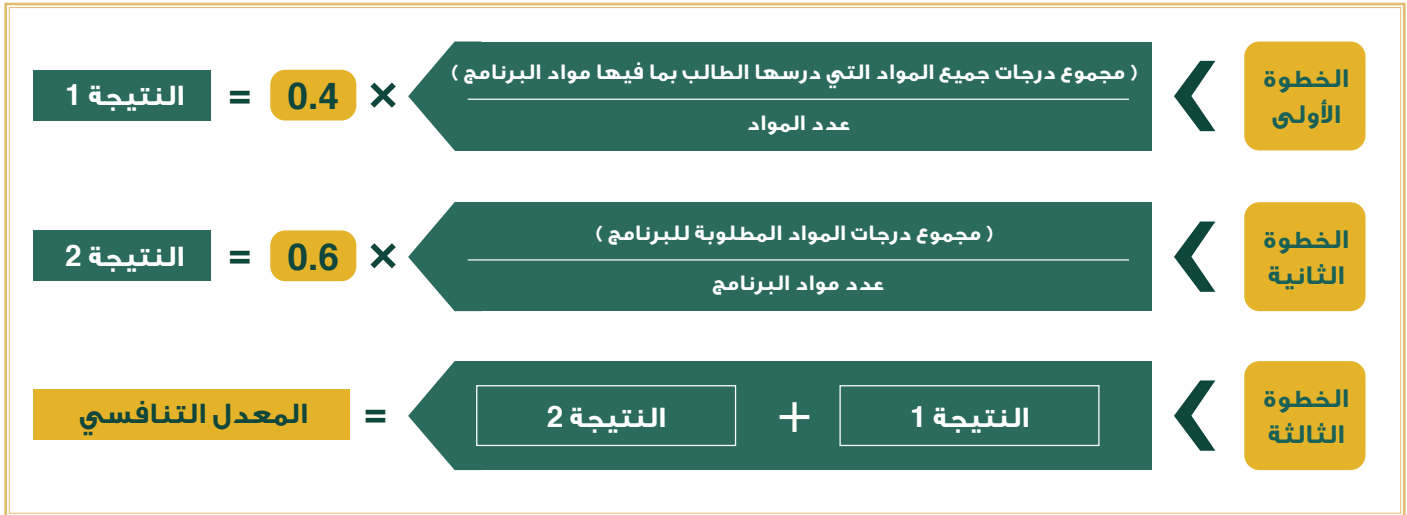 الخطوة
الأولى
( مجموع درجات جميع المواد التي درسها الطالب بما فيها مواد البرنامج )
عدد المواد
× 0.4 = النتيجة 1
الخطوة
الثانية
( مجموع درجات المواد المطلوبة للبرنامج )
عدد مواد البرنامج
× 0.6 = النتيجة 2
الخطوة
الثالثة
النتيجة 1 + النتيجة 2 = المعدل التنافسي